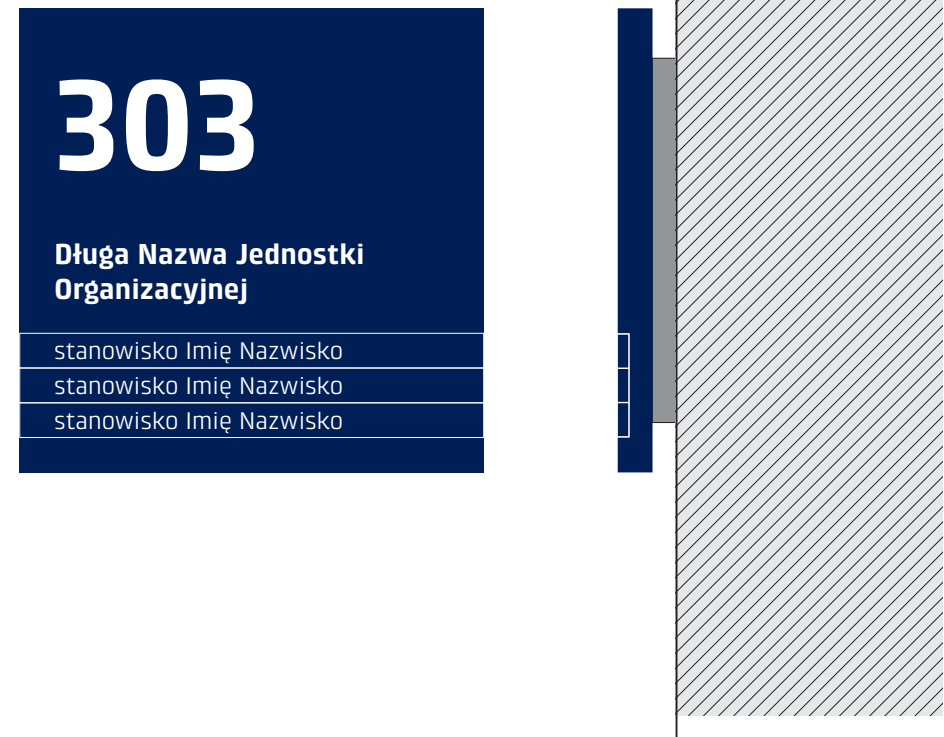 303
Długa Nazwa Jednostki
Organizacyjnej
stanowisko Imię Nazwisko
stanowisko Imię Nazwisko
stanowisko Imię Nazwisko